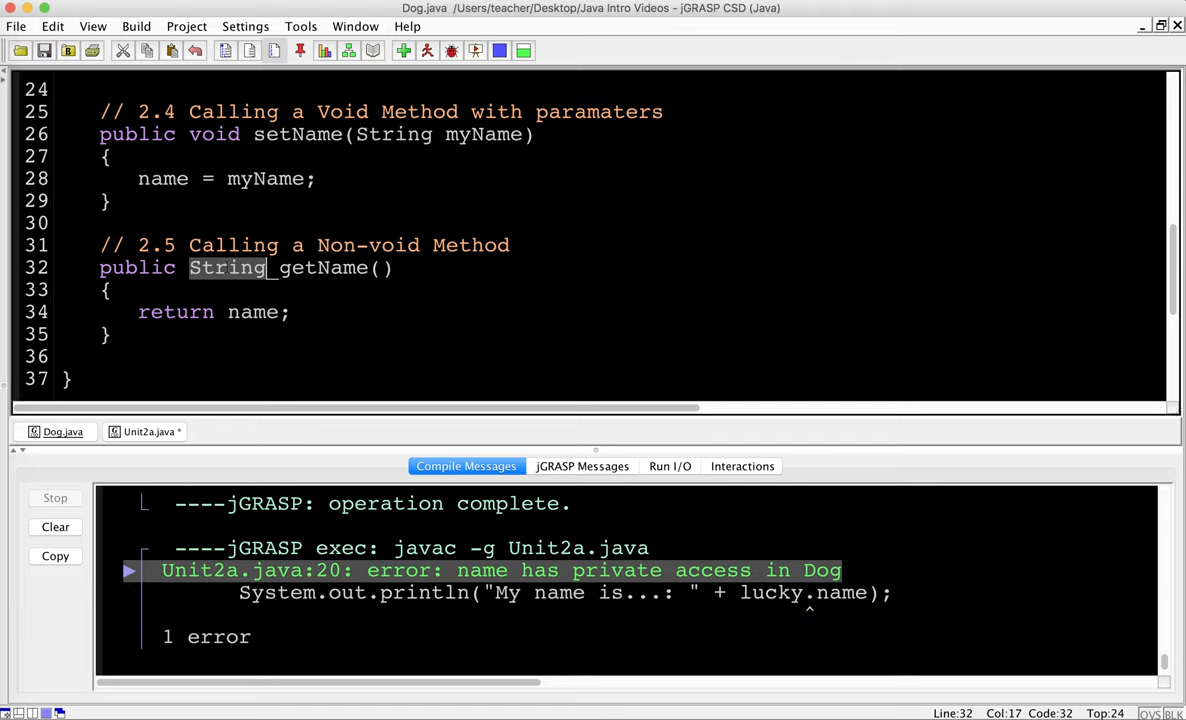 Dog.java /Users/teacher/Desktop/Java Intro Videos - jGRASP CSD (Java)
File Edit View Build Project Settings Tools Window Help
24
25 // 2.4 Calling a Void Method with paramaters
26 public void setName(String myName)
27 {
28 name = myName;
29 }
30
31 // 2.5 Calling a Non-void Method
32 public String getName()
33 {
34 return name;
35 }
36
37 }
Dog.java Unit2a.java *
Compile Messages jGRASP Messages Run I/O Interactions
Stop
Clear
Copy
----jGRASP: operation complete.
----jGRASP exec: javac -g Unit2a.java
Unit2a.java:20: error: name has private access in Dog
System.out.println("My name is...: " + lucky.name);
^
1 error
Line:32 Col:17 Code:32 Top:24 OVS BLK